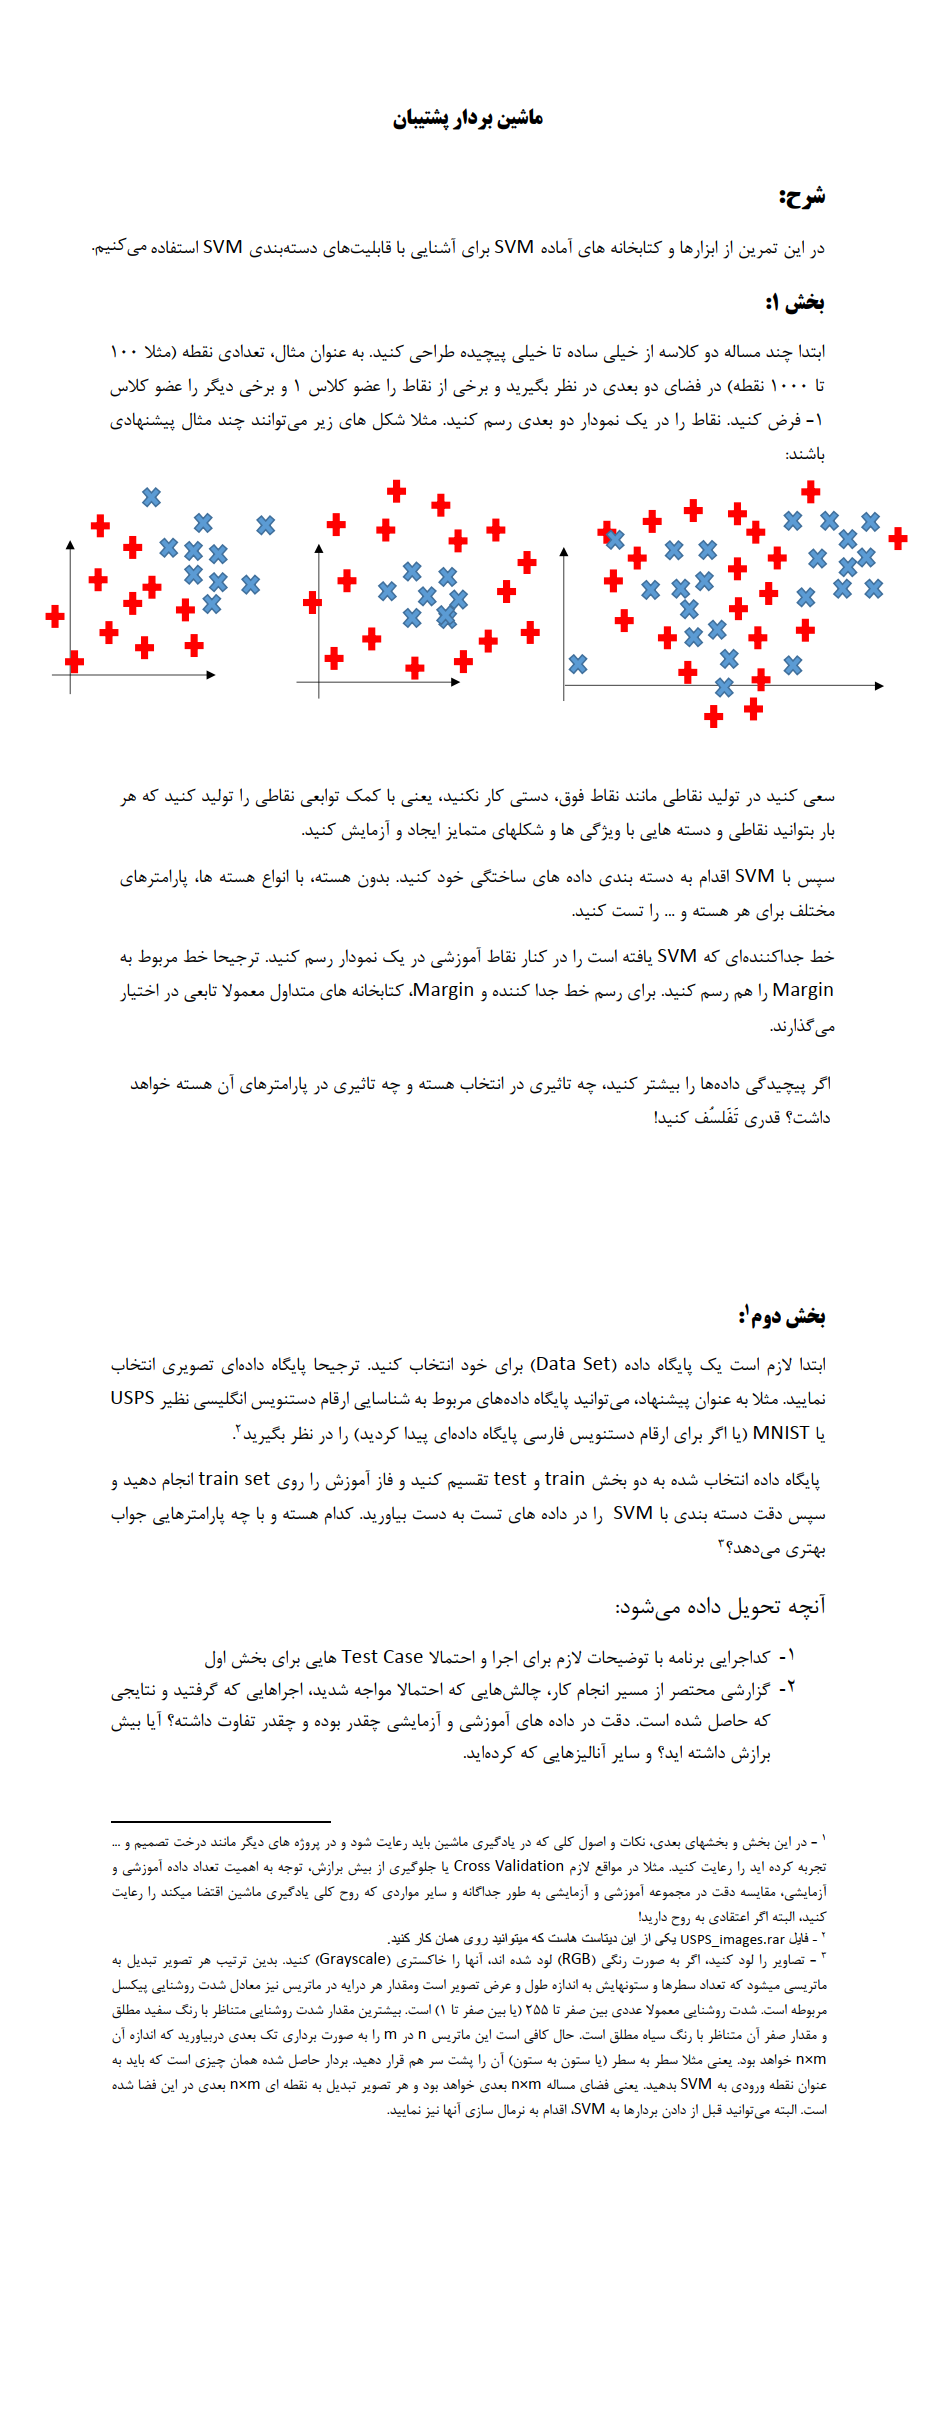 ماشین بردار پشتیبان
شرح:
در این تمرین از ابزارها و کتابخانه های آماده SVM برای آشنایی با قابلیت‌های دسته‌بندی SVM استفاده می‌کنیم.
بخش ۱:
ابتدا چند مساله دو کلاسه از خیلی ساده تا خیلی پیچیده طراحی کنید. به عنوان مثال، تعدادی نقطه (مثلا ۱۰۰
تا ۱۰۰۰ نقطه) در فضای دو بعدی در نظر بگیرید و برخی از نقاط را عضو کلاس ۱ و برخی دیگر را عضو کلاس
۱- فرض کنید. نقاط را در یک نمودار دو بعدی رسم کنید. مثلا شکل های زیر می‌توانند چند مثال پیشنهادی
باشند:
سعی کنید در تولید نقاطی مانند نقاط فوق، دستی کار نکنید، یعنی با کمک توابعی نقاطی را تولید کنید که هر
بار بتوانید نقاطی و دسته هایی با ویژگی ها و شکلهای متمایز ایجاد و آزمایش کنید.
سپس با SVM اقدام به دسته بندی داده های ساختگی خود کنید. بدون هسته، با انواع هسته ها، پارامترهای
مختلف برای هر هسته و ... را تست کنید.
خط جداکننده‌ای که SVM یافته است را در کنار نقاط آموزشی در یک نمودار رسم کنید. ترجیحا خط مربوط به
Margin را هم رسم کنید. برای رسم خط جدا کننده و Margin، کتابخانه های متداول معمولا تابعی در اختیار
می‌گذارند.
اگر پیچیدگی داده‌ها را بیشتر کنید، چه تاثیری در انتخاب هسته و چه تاثیری در پارامترهای آن هسته خواهد
داشت؟ قدری تَفَلسُف کنید!
بخش دوم۱:
ابتدا لازم است یک پایگاه داده (Data Set) برای خود انتخاب کنید. ترجیحا پایگاه داده‌ای تصویری انتخاب
نمایید. مثلا به عنوان پیشنهاد، می‌توانید پایگاه داده‌های مربوط به شناسایی ارقام دستنویس انگلیسی نظیر USPS
یا MNIST (یا اگر برای ارقام دستنویس فارسی پایگاه داده‌ای پیدا کردید) را در نظر بگیرید۲.
پایگاه داده انتخاب شده به دو بخش train و test تقسیم کنید و فاز آموزش را روی train set انجام دهید و
سپس دقت دسته بندی با SVM را در داده های تست به دست بیاورید. کدام هسته و با چه پارامترهایی جواب
بهتری می‌دهد؟۳
آنچه تحویل داده می‌شود:
۱- کداجرایی برنامه با توضیحات لازم برای اجرا و احتمالا Test Case هایی برای بخش اول
۲- گزارشی مختصر از مسیر انجام کار، چالش‌هایی که احتمالا مواجه شدید، اجراهایی که گرفتید و نتایجی
که حاصل شده است. دقت در داده های آموزشی و آزمایشی چقدر بوده و چقدر تفاوت داشته؟ آیا بیش
برازش داشته اید؟ و سایر آنالیزهایی که کرده‌اید.
۱ - در این بخش و بخشهای بعدی، نکات و اصول کلی که در یادگیری ماشین باید رعایت شود و در پروژه های دیگر مانند درخت تصمیم و ...
تجربه کرده اید را رعایت کنید. مثلا در مواقع لازم Cross Validation یا جلوگیری از بیش برازش، توجه به اهمیت تعداد داده آموزشی و
آزمایشی، مقایسه دقت در مجموعه آموزشی و آزمایشی به طور جداگانه و سایر مواردی که روح کلی یادگیری ماشین اقتضا میکند را رعایت
کنید، البته اگر اعتقادی به روح دارید!
۲ - فایل USPS_images.rar یکی از این دیتاست هاست که میتوانید روی همان کار کنید.
۳ - تصاویر را لود کنید، اگر به صورت رنگی (RGB) لود شده اند، آنها را خاکستری (Grayscale) کنید. بدین ترتیب هر تصویر تبدیل به
ماتریسی میشود که تعداد سطرها و ستونهایش به اندازه طول و عرض تصویر است ومقدار هر درایه در ماتریس نیز معادل شدت روشنایی پیکسل
مربوطه است. شدت روشنایی معمولا عددی بین صفر تا ۲۵۵ (یا بین صفر تا ۱) است. بیشترین مقدار شدت روشنایی متناظر با رنگ سفید مطلق
و مقدار صفر آن متناظر با رنگ سیاه مطلق است. حال کافی است این ماتریس n در m را به صورت برداری تک بعدی دربیاورید که اندازه آن
n×m خواهد بود. یعنی مثلا سطر به سطر (یا ستون به ستون) آن را پشت سر هم قرار دهید. بردار حاصل شده همان چیزی است که باید به
عنوان نقطه ورودی به SVM بدهید. یعنی فضای مساله n×m بعدی خواهد بود و هر تصویر تبدیل به نقطه ای n×m بعدی در این فضا شده
است. البته می‌توانید قبل از دادن بردارها به SVM، اقدام به نرمال سازی آنها نیز نمایید.